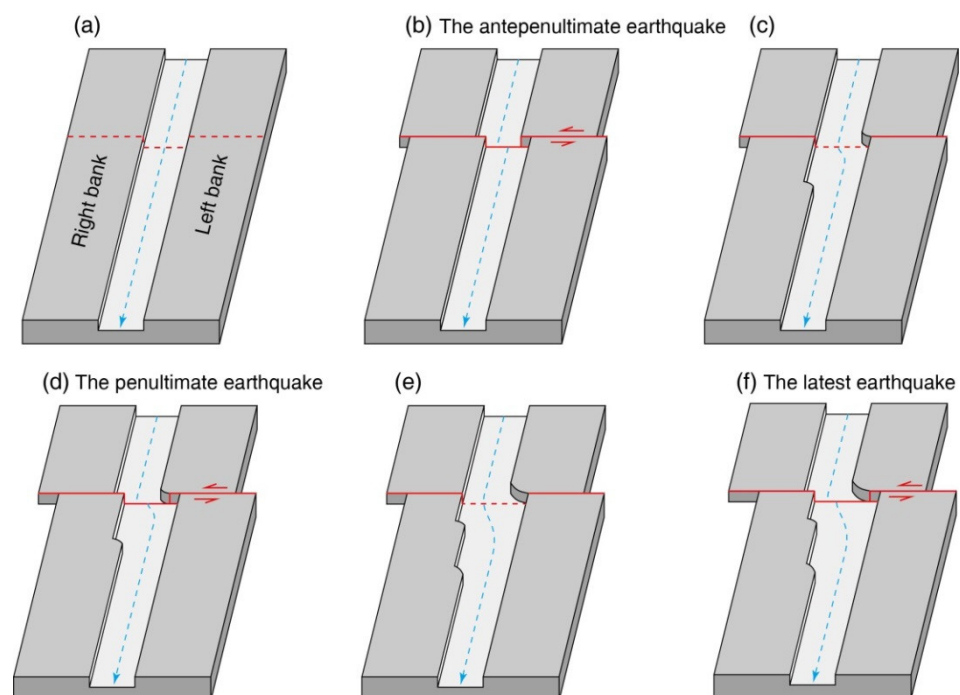 (a)
(b) The antepenultimate earthquake
(c)
Right bank
Left bank
(d) The penultimate earthquake
(e)
(f) The latest earthquake